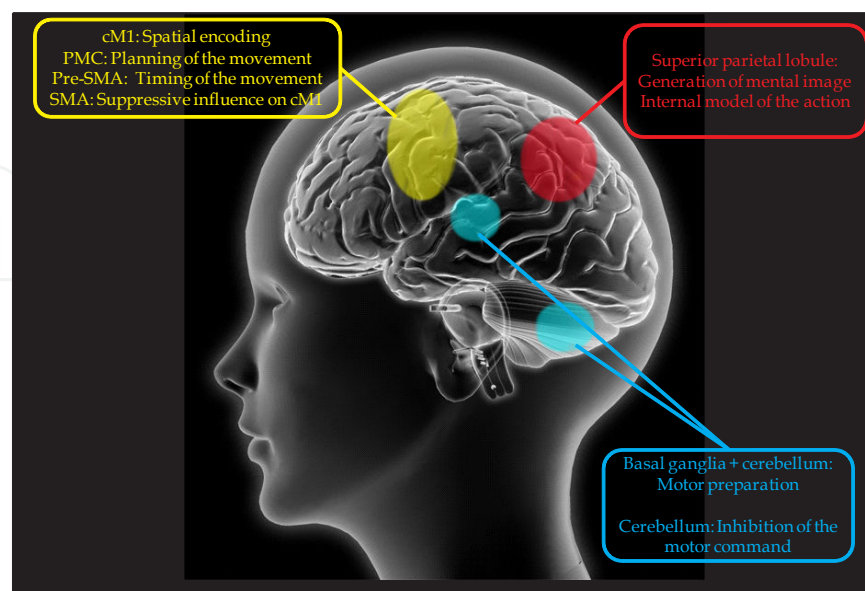 cM1: Spatial encoding
PMC: Planning of the movement
Pre-SMA: Timing of the movement
SMA: Suppressive influence on cM1
Superior parietal lobule:
Generation of mental image
Internal model of the action
Basal ganglia + cerebellum:
Motor preparation
Cerebellum: Inhibition of the
motor command